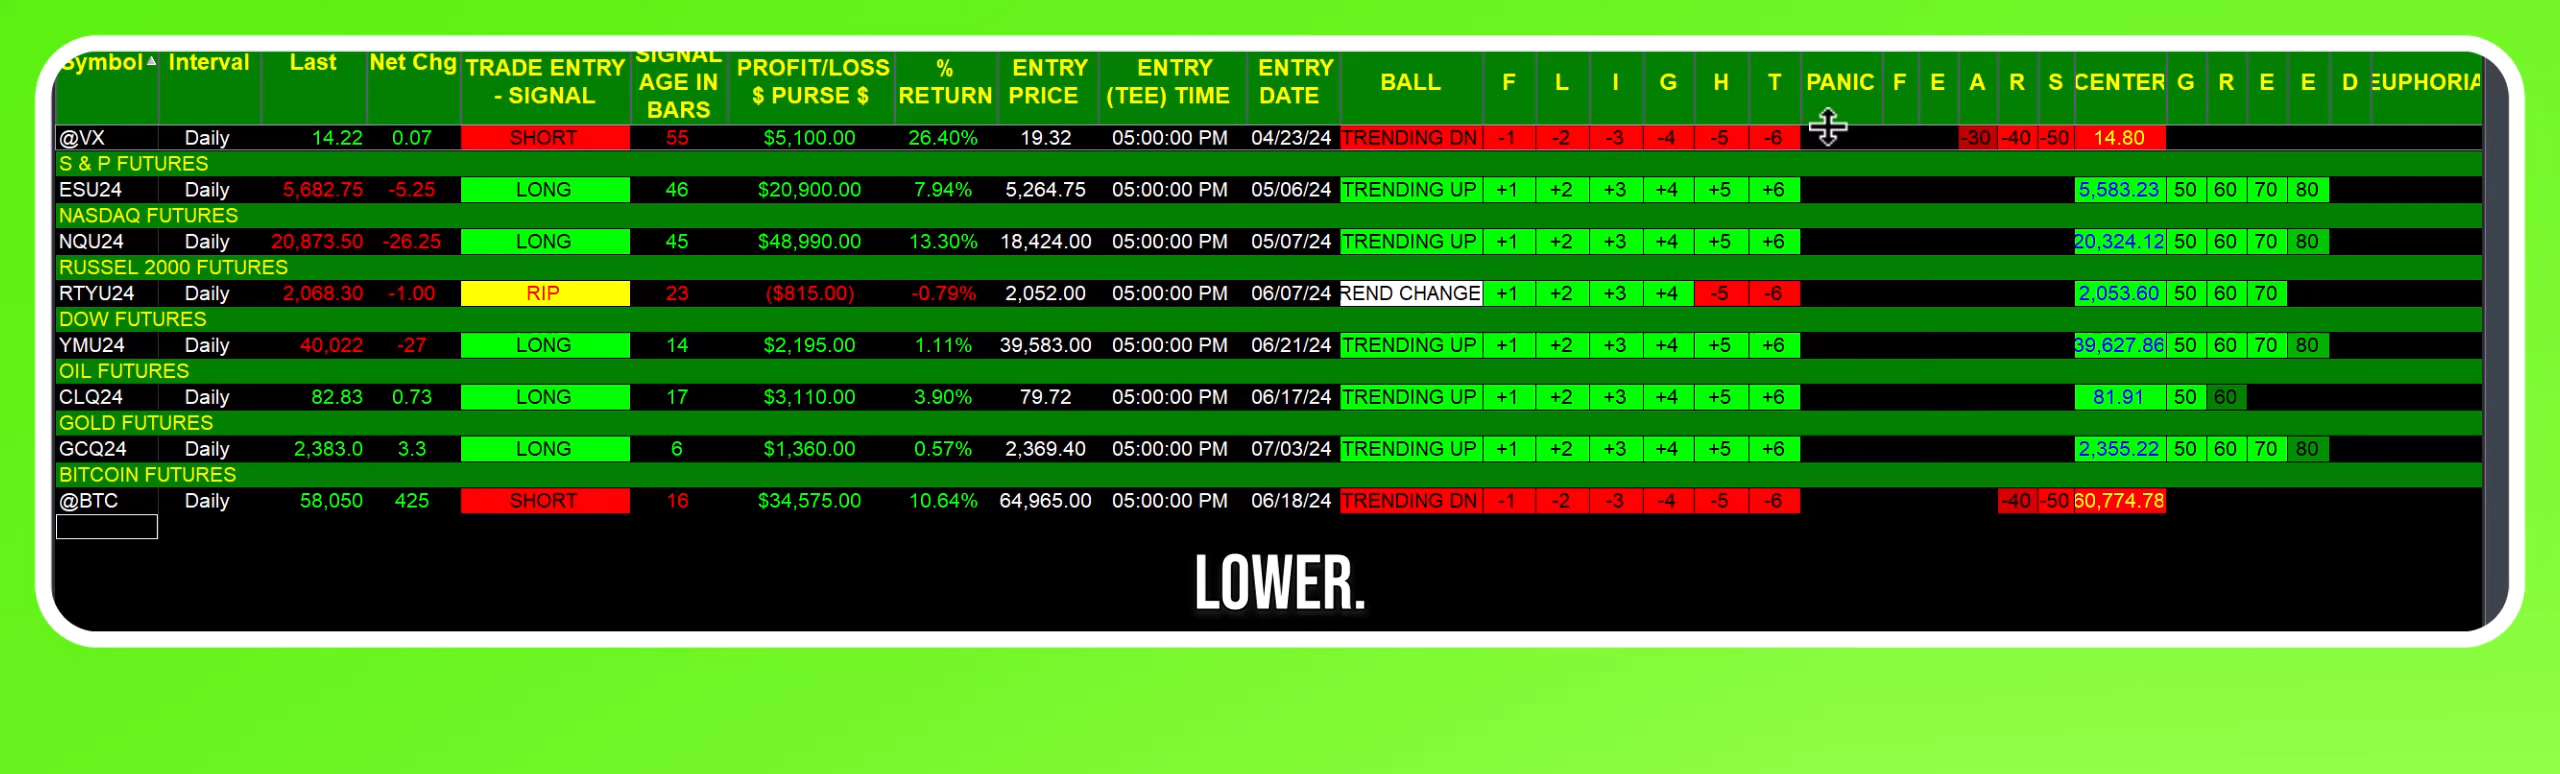 Symbol Interval Last Net Chg TRADE ENTRY - SIGNAL SIGNAL AGE IN BARS PROFIT/LOSS $ PURSE $ % RETURN ENTRY PRICE ENTRY (TEE) TIME ENTRY DATE BALL F L I G H T PANIC F E A R S CENTER G R E E D EUPHORIA
@VX Daily 14.22 0.07 SHORT 55 $5,100.00 26.40% 19.32 05:00:00 PM 04/23/24 TRENDING DN -1 -2 -3 -4 -5 -6 -30 -40 -50 14.80
S & P FUTURES
ESU24 Daily 5,682.75 -5.25 LONG 46 $20,900.00 7.94% 5,264.75 05:00:00 PM 05/06/24 TRENDING UP +1 +2 +3 +4 +5 +6 5,583.23 50 60 70 80
NASDAQ FUTURES
NQU24 Daily 20,873.50 -26.25 LONG 45 $48,990.00 13.30% 18,424.00 05:00:00 PM 05/07/24 TRENDING UP +1 +2 +3 +4 +5 +6 20,324.12 50 60 70 80
RUSSEL 2000 FUTURES
RTYU24 Daily 2,068.30 -1.00 RIP 23 ($815.00) -0.79% 2,052.00 05:00:00 PM 06/07/24 REND CHANGE +1 +2 +3 +4 -5 -6 2,053.60 50 60 70
DOW FUTURES
YMU24 Daily 40,022 -27 LONG 14 $2,195.00 1.11% 39,583.00 05:00:00 PM 06/21/24 TRENDING UP +1 +2 +3 +4 +5 +6 39,627.86 50 60 70 80
OIL FUTURES
CLQ24 Daily 82.83 0.73 LONG 17 $3,110.00 3.90% 79.72 05:00:00 PM 06/17/24 TRENDING UP +1 +2 +3 +4 +5 +6 81.91 50 60
GOLD FUTURES
GCQ24 Daily 2,383.0 3.3 LONG 6 $1,360.00 0.57% 2,369.40 05:00:00 PM 07/03/24 TRENDING UP +1 +2 +3 +4 +5 +6 2,355.22 50 60 70 80
BITCOIN FUTURES
@BTC Daily 58,050 425 SHORT 16 $34,575.00 10.64% 64,965.00 05:00:00 PM 06/18/24 TRENDING DN -1 -2 -3 -4 -5 -6 -40 -50 60,774.78
LOWER.